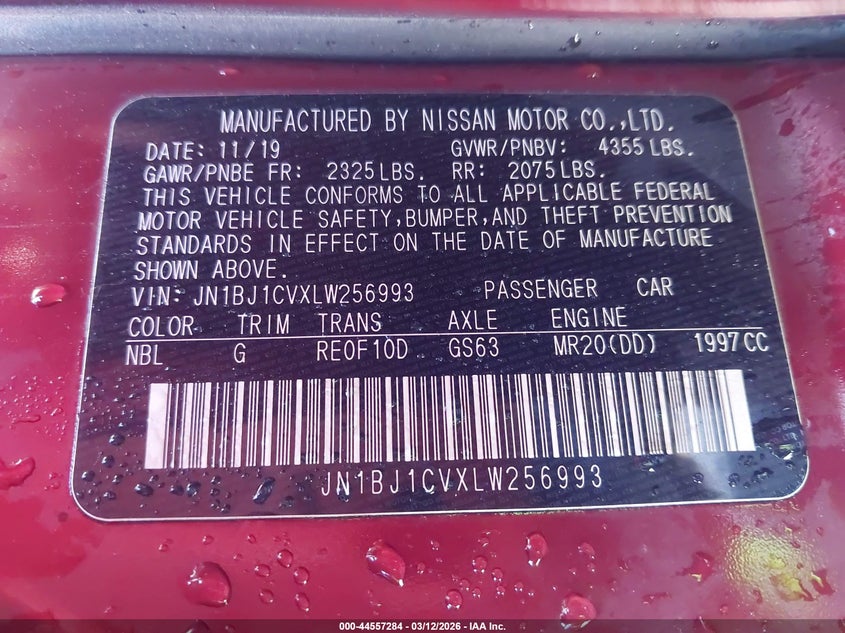 MANUFACTURED BY NISSAN MOTOR CO.,LTD.
DATE: 11/19 GVWR/PNBV: 4355 LBS.
GAWR/PNBE FR: 2325 LBS. RR: 2075 LBS.
THIS VEHICLE CONFORMS TO ALL APPLICABLE FEDERAL
MOTOR VEHICLE SAFETY,BUMPER,AND THEFT PREVENTION
STANDARDS IN EFFECT ON THE DATE OF MANUFACTURE
SHOWN ABOVE.
VIN: JN1BJ1CVXLW256993 PASSENGER CAR
COLOR TRIM TRANS AXLE ENGINE
NBL G RE0F10D GS63 MR20(DD) 1997 CC
JN1BJ1CVXLW256993
000-44557284 - 03/12/2026 - IAA Inc.